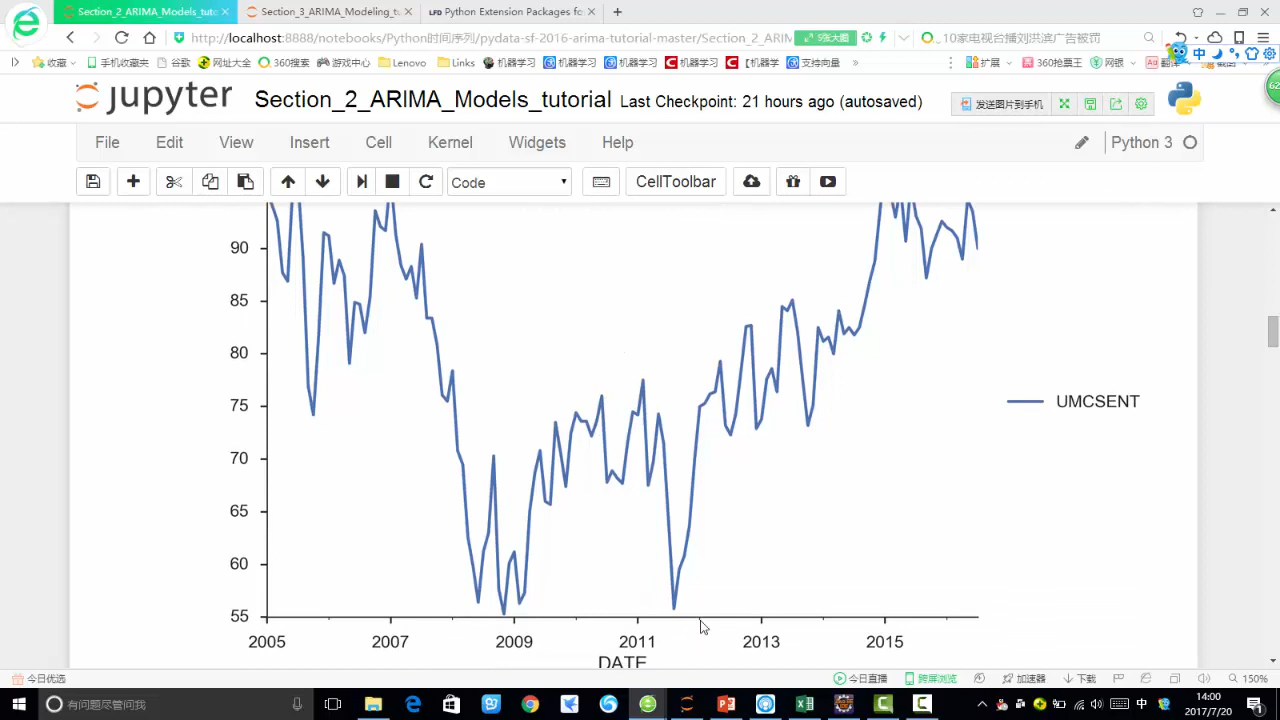 Section_2_ARIMA_Models_tuto
Section_3_ARIMA_Modeling_tu
LFD Python Extension Packages fo
http://localhost:8888/notebooks/Python时间序列/pydata-sf-2016-arima-tutorial-master/Section_2_ARIM
5张大图
10家电视台播刘洪滨广告被罚
收藏
手机收藏夹
谷歌
网址大全
360搜索
游戏中心
Lenovo
Links
机器学习
机器学习
机器学习
机器学习
【机器学
支持向量
扩展
360抢票王
网银
中
62
jupyter
Section_2_ARIMA_Models_tutorial
Last Checkpoint: 21 hours ago (autosaved)
发送图片到手机
File Edit View Insert Cell Kernel Widgets Help
Python 3
Code
CellToolbar
90
85
80
75
UMCSENT
70
65
60
55
2005 2007 2009 2011 2013 2015
DATE
今日优选
今日直播
跨屏浏览
加速器
下载
150%
有问题尽管问我
中
14:00
2017/7/20